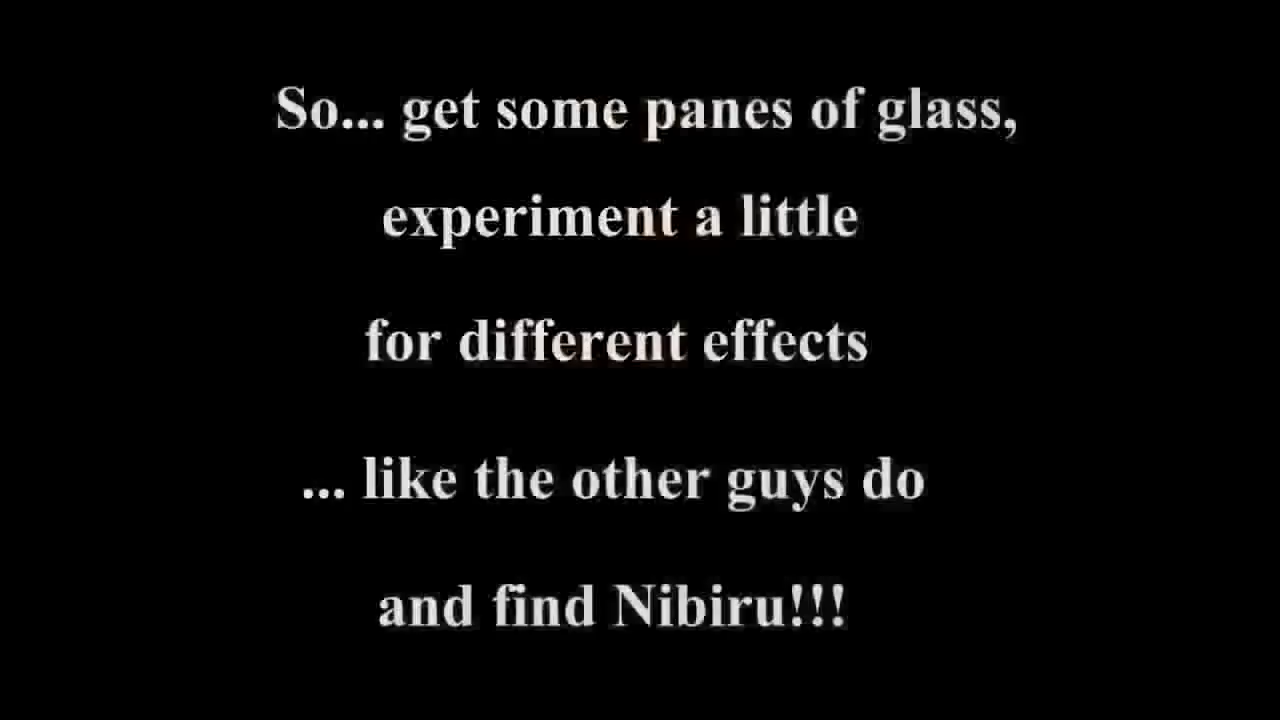 So... get some panes of glass,
experiment a little
for different effects
... like the other guys do
and find Nibiru!!!